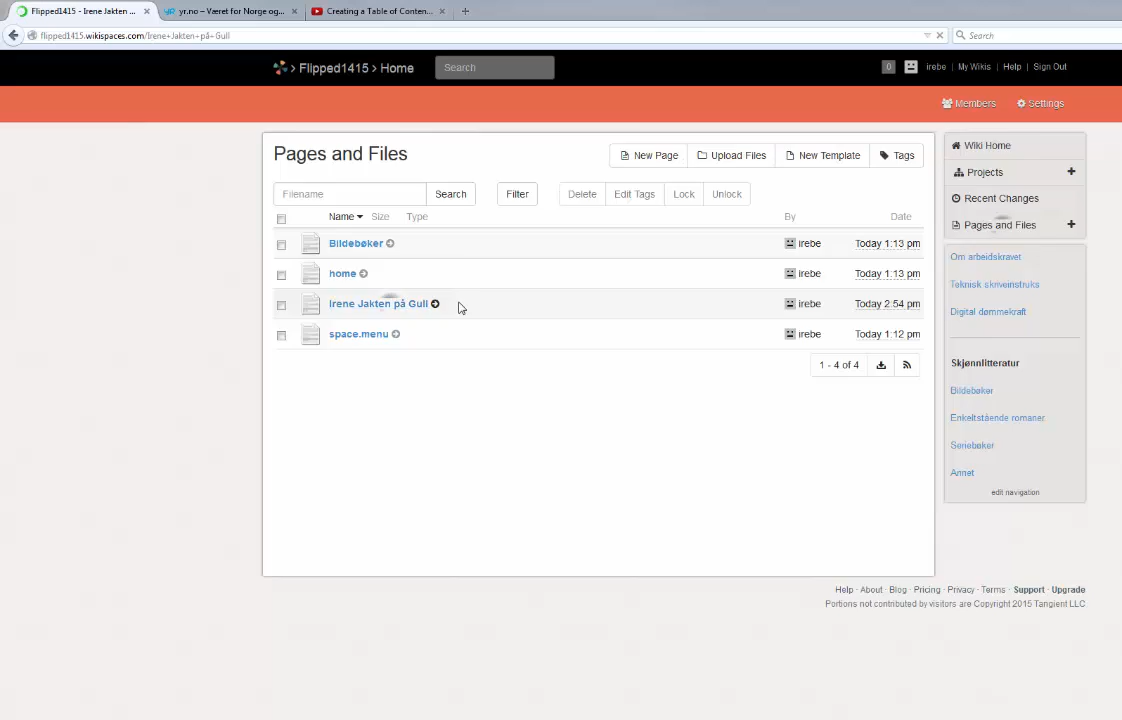 Flipped1415 - Irene Jakten ...
yr.no – Været for Norge og...
Creating a Table of Conten...
flipped1415.wikispaces.com/Irene+Jakten+på+Gull
Search
Flipped1415 > Home
Search
0
irebe | My Wikis | Help | Sign Out
Members
Settings
Pages and Files
New Page
Upload Files
New Template
Tags
Filename
Search
Filter
Delete
Edit Tags
Lock
Unlock
Name
Size
Type
By
Date
Bildebøker
irebe
Today 1:13 pm
home
irebe
Today 1:13 pm
Irene Jakten på Gull
irebe
Today 2:54 pm
space.menu
irebe
Today 1:12 pm
1 - 4 of 4
Wiki Home
Projects
Recent Changes
Pages and Files
Om arbeidskravet
Teknisk skriveinstruks
Digital dømmekraft
Skjønnlitteratur
Bildebøker
Enkeltstående romaner
Seriebøker
Annet
edit navigation
Help · About · Blog · Pricing · Privacy · Terms · Support · Upgrade
Portions not contributed by visitors are Copyright 2015 Tangient LLC